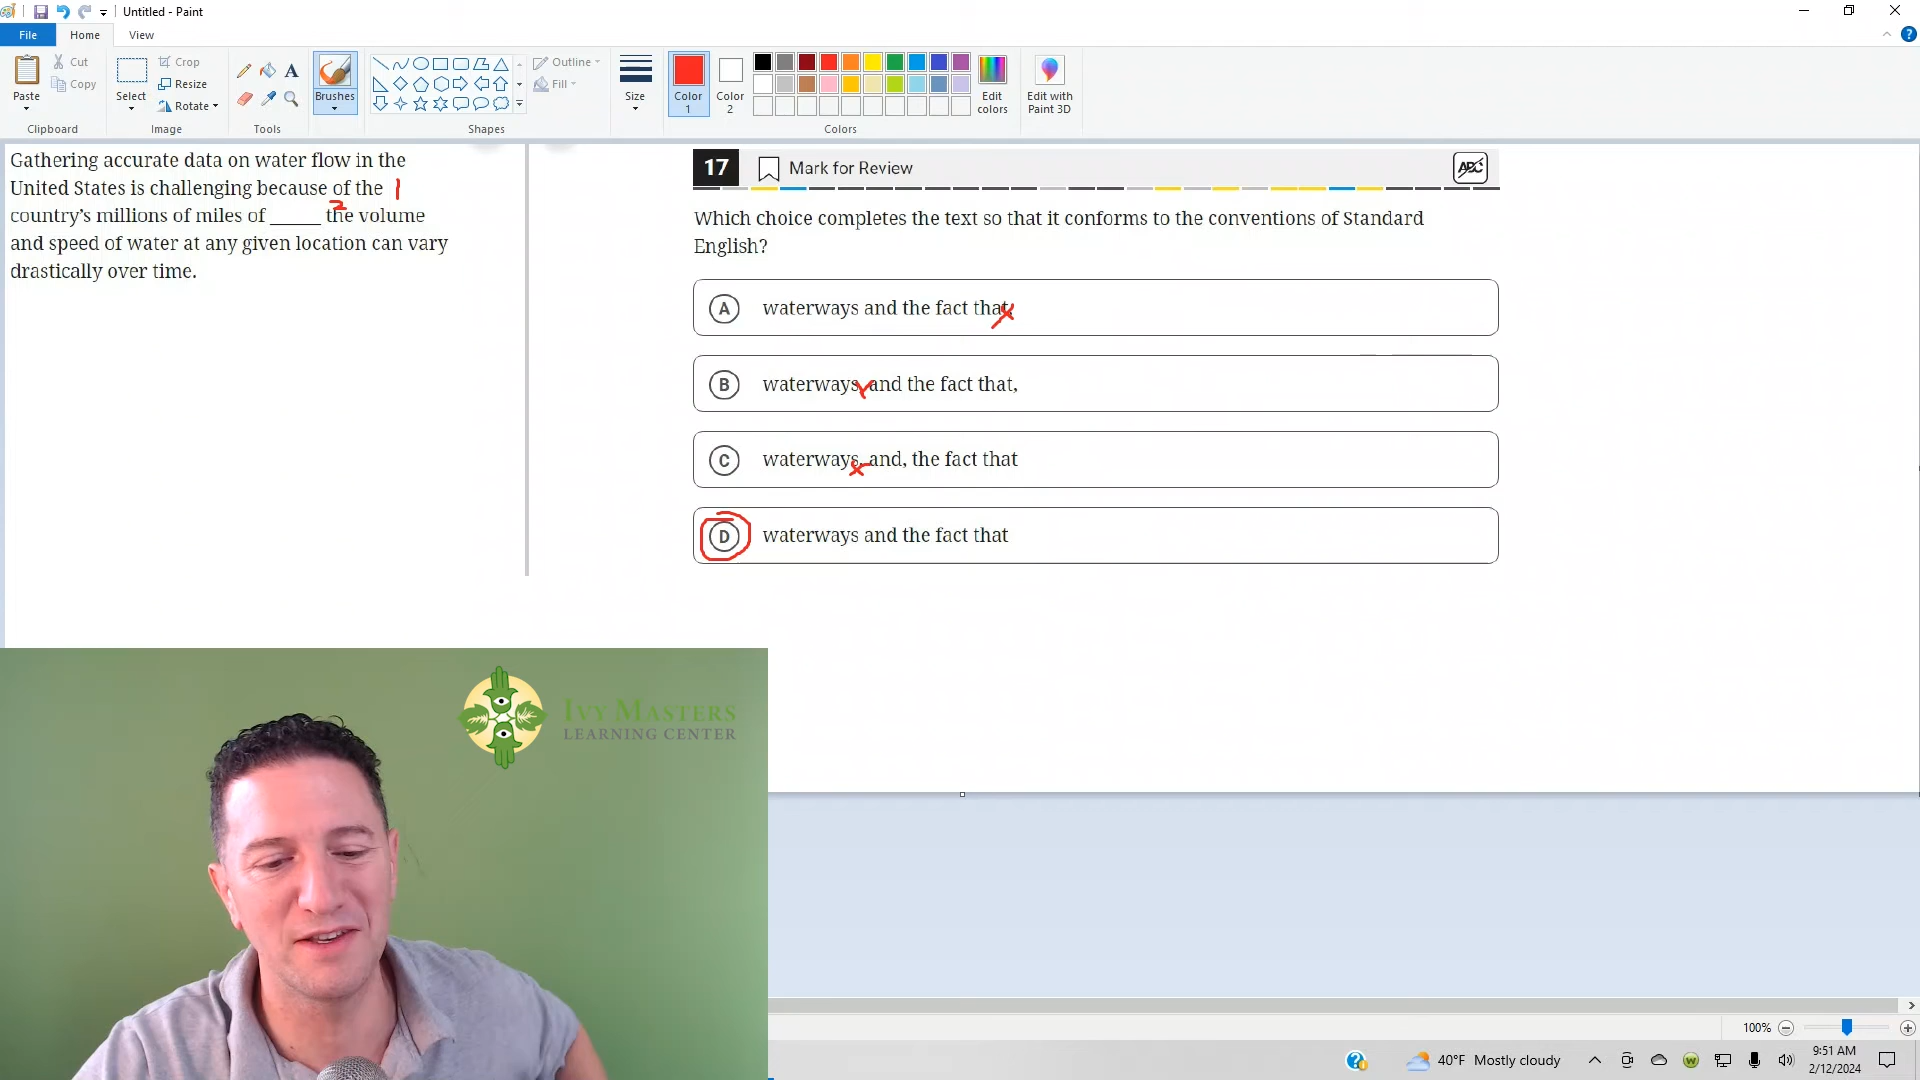 Untitled - Paint
File
Home
View
Paste
Cut
Copy
Clipboard
Select
Crop
Resize
Rotate
Image
A
Tools
Brushes
Shapes
Outline
Fill
Size
Color 1
Color 2
Edit colors
Colors
Edit with Paint 3D
Gathering accurate data on water flow in the
United States is challenging because of the 1
2
country's millions of miles of ______ the volume
and speed of water at any given location can vary
drastically over time.
17 Mark for Review ABC
Which choice completes the text so that it conforms to the conventions of Standard
English?
A waterways and the fact that,
B waterways, and the fact that,
C waterways, and, the fact that
D waterways and the fact that
IVY MASTERS
LEARNING CENTER
100%
40°F Mostly cloudy
9:51 AM
2/12/2024